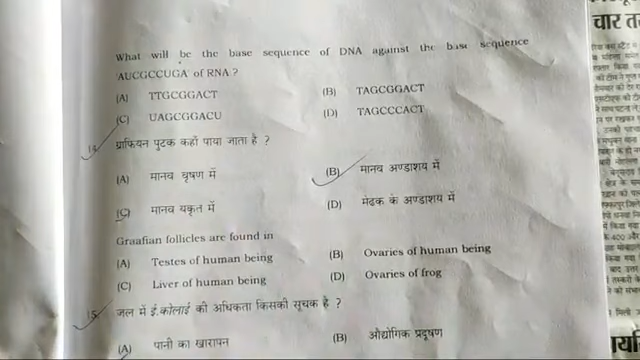 What will be the base sequence of DNA against the base sequence
'AUCGCCUGA' of RNA ?
(A) TTGCGGACT (B) TAGCGGACT
(C) UAGCGGACU (D) TAGCCCACT
14. ग्राफियन पुटक कहाँ पाया जाता है ?
(A) मानव वृषण में (B) मानव अण्डाशय में
(C) मानव यकृत में (D) मेढक के अण्डाशय में
Graafian follicles are found in
(A) Testes of human being (B) Ovaries of human being
(C) Liver of human being (D) Ovaries of frog
15. जल में ई.कोलाई की अधिकता किसकी सूचक है ?
(A) पानी का खारापन (B) औद्योगिक प्रदूषण
चार